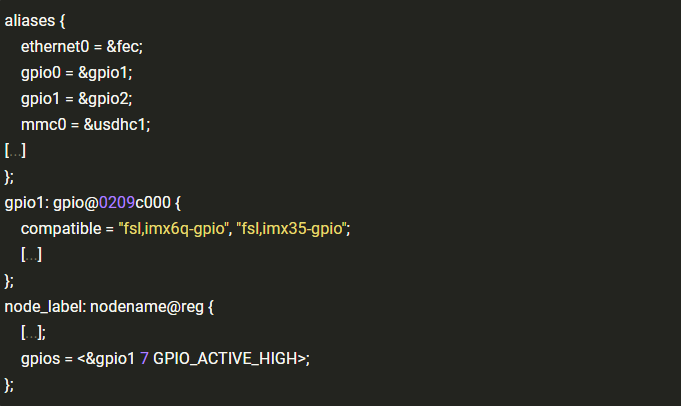 aliases {
ethernet0 = &fec;
gpio0 = &gpio1;
gpio1 = &gpio2;
mmc0 = &usdhc1;
[...]
};
gpio1: gpio@0209c000 {
compatible = "fsl,imx6q-gpio", "fsl,imx35-gpio";
[...]
};
node_label: nodename@reg {
[...];
gpios = <&gpio1 7 GPIO_ACTIVE_HIGH>;
};